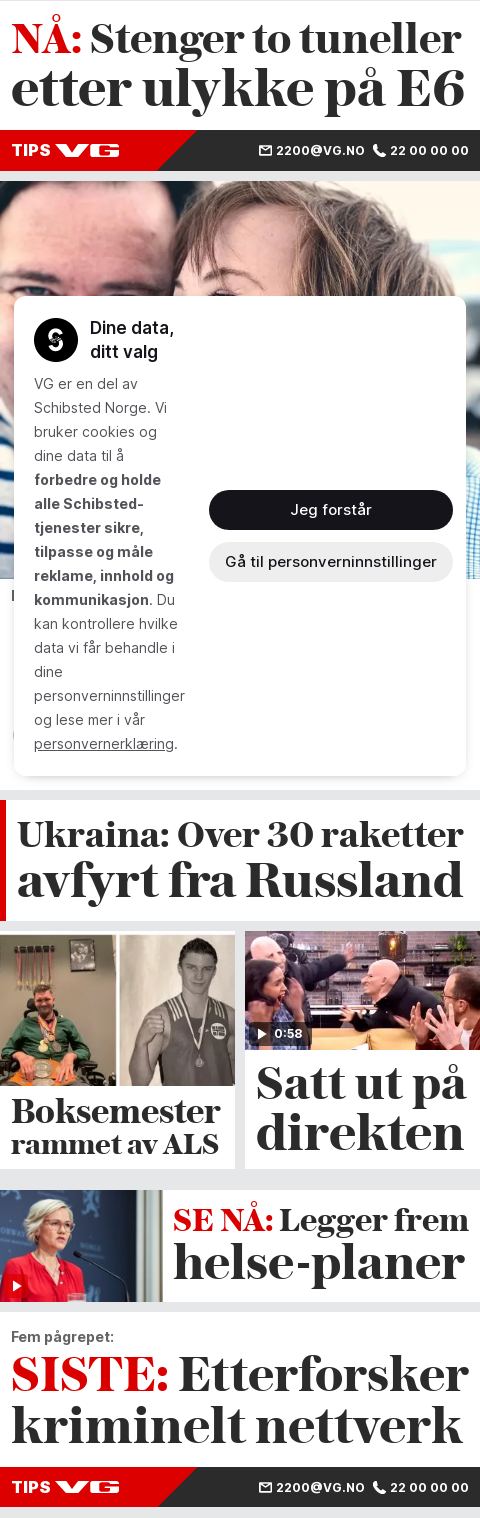 NÅ: Stenger to tuneller
etter ulykke på E6
TIPS VG 2200@VG.NO 22 00 00 00
Dine data,
ditt valg
VG er en del av
Schibsted Norge. Vi
bruker cookies og
dine data til å
forbedre og holde
alle Schibsted-
tjenester sikre,
tilpasse og måle
reklame, innhold og
kommunikasjon. Du
kan kontrollere hvilke
data vi får behandle i
dine
personverninnstillinger
og lese mer i vår
personvernerklæring.
Jeg forstår
Gå til personverninnstillinger
Ukraina: Over 30 raketter
avfyrt fra Russland
Boksemester
rammet av ALS
0:58
Satt ut på
direkten
SE NÅ: Legger frem
helse-planer
Fem pågrepet:
SISTE: Etterforsker
kriminelt nettverk
TIPS VG 2200@VG.NO 22 00 00 00